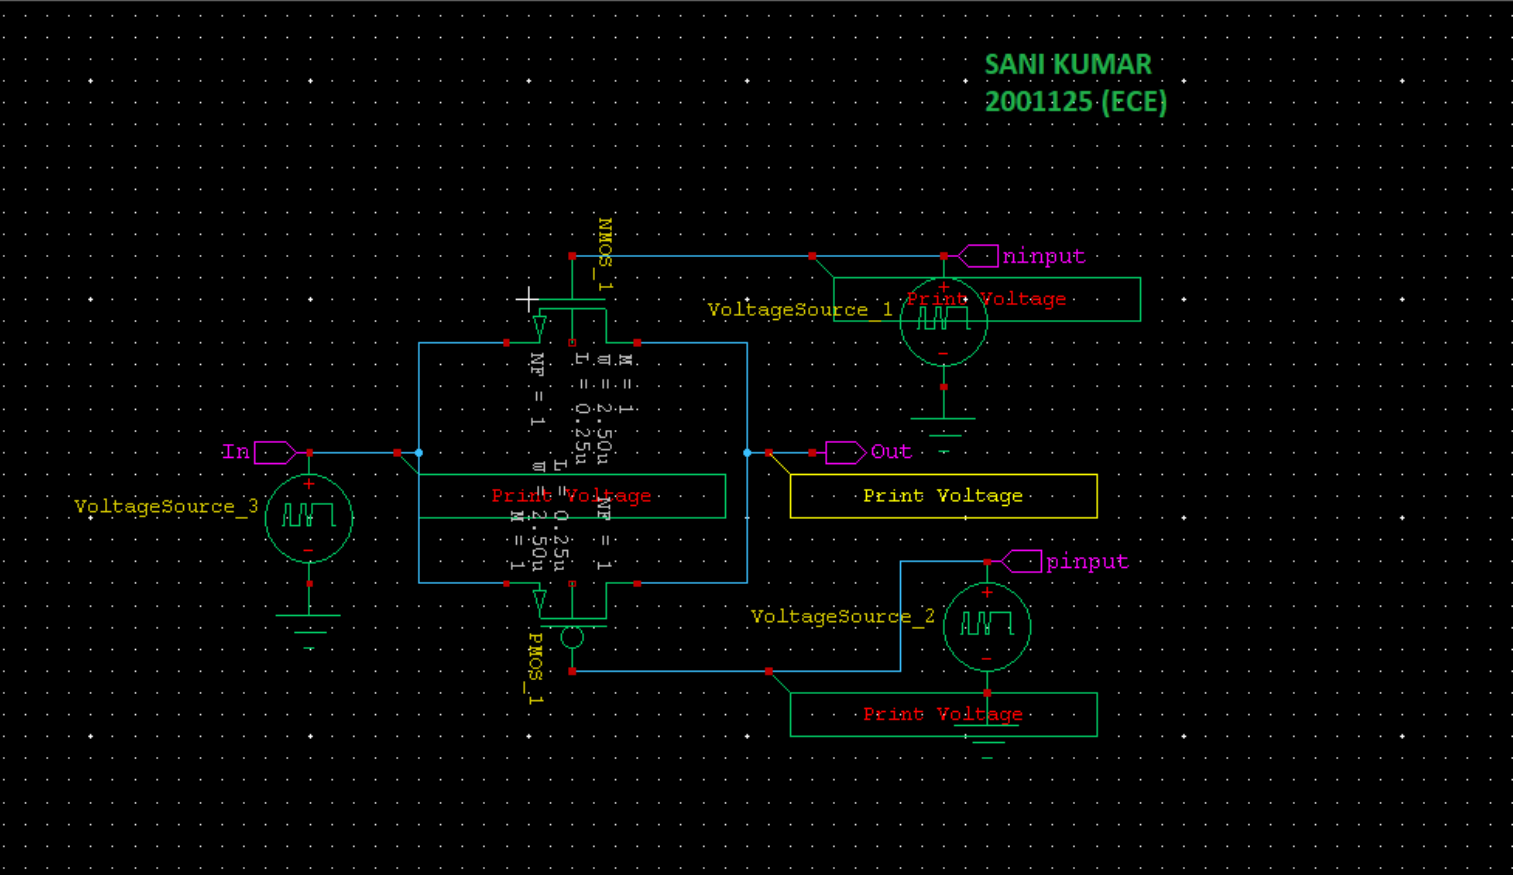 SANI KUMAR
2001125 (ECE)
NMOS_1
ninput
Print Voltage
VoltageSource_1
NF = 1
L = 0.25u
W = 2.50u
M = 1
In
Out
VoltageSource_3
Print Voltage
Print Voltage
M = 1
W = 2.50u
L = 0.25u
NF = 1
pinput
VoltageSource_2
PMOS_1
Print Voltage